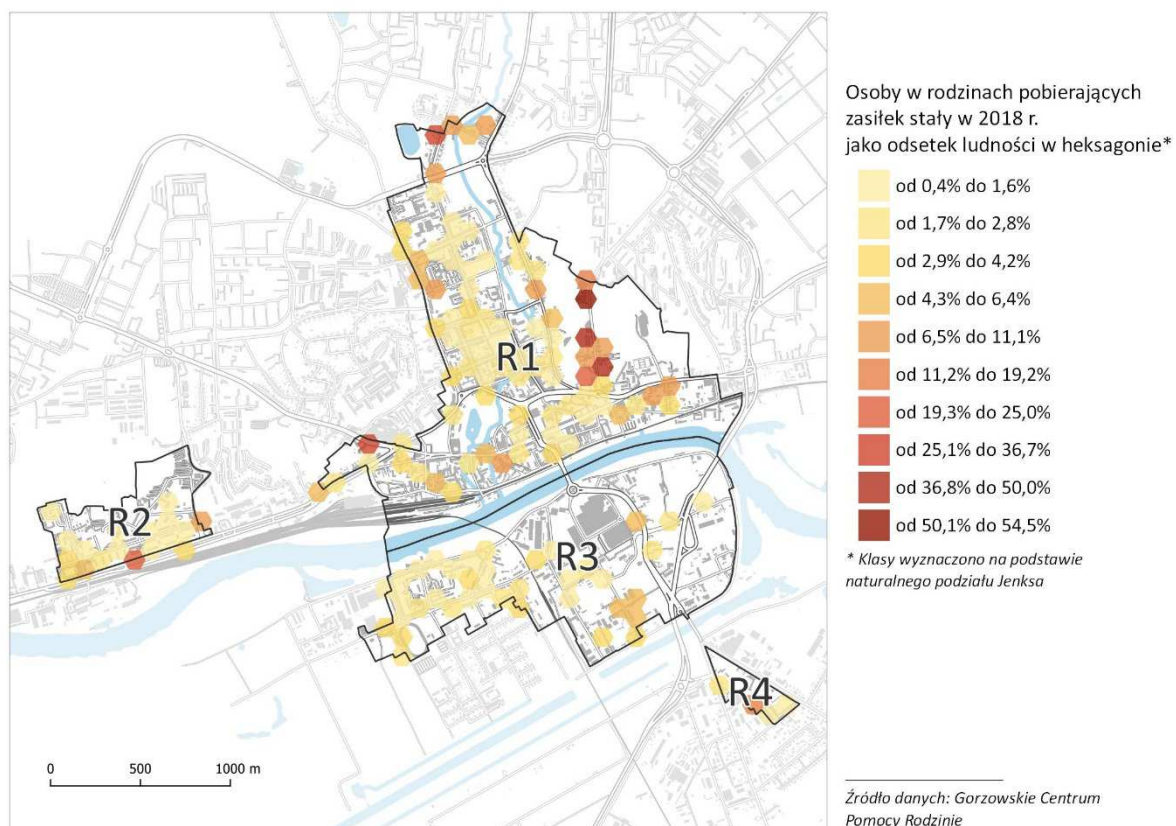 Osoby w rodzinach pobierających
zasiłek stały w 2018 r.
jako odsetek ludności w heksagonie*
od 0,4% do 1,6%
od 1,7% do 2,8%
od 2,9% do 4,2%
od 4,3% do 6,4%
od 6,5% do 11,1%
od 11,2% do 19,2%
od 19,3% do 25,0%
od 25,1% do 36,7%
od 36,8% do 50,0%
od 50,1% do 54,5%
* Klasy wyznaczono na podstawie
naturalnego podziału Jenksa
R1
R2
R3
R4
0 500 1000 m
Źródło danych: Gorzowskie Centrum
Pomocy Rodzinie